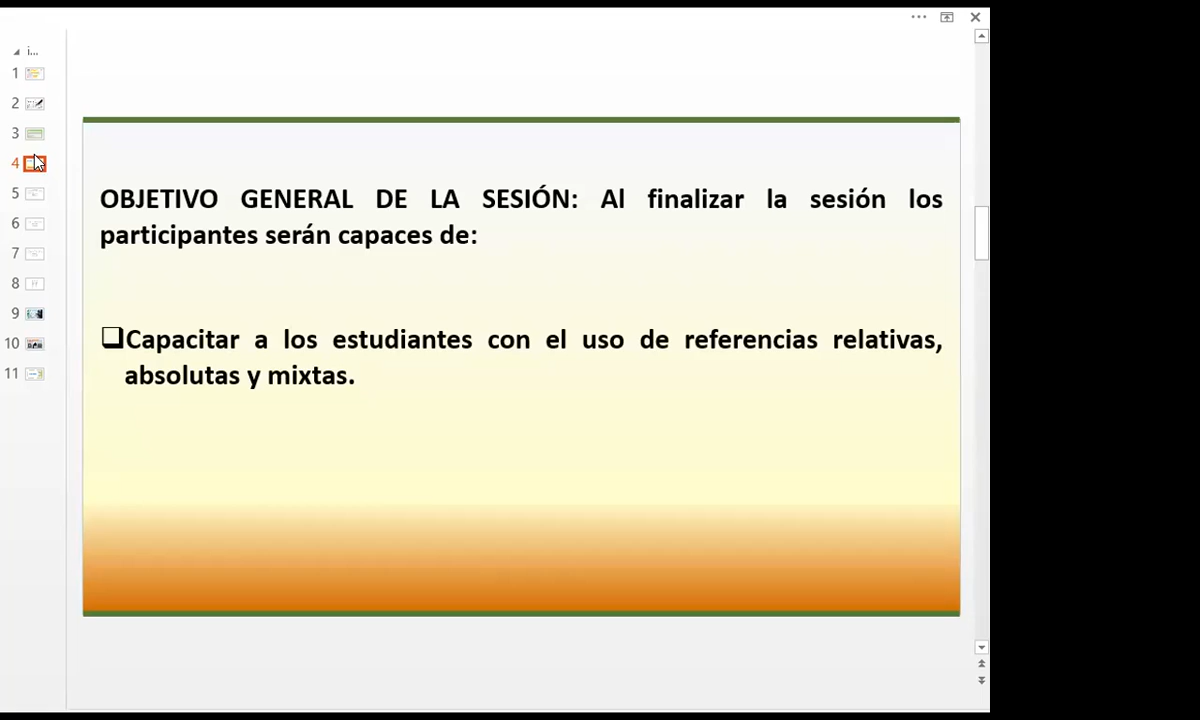 i...
1
2
3
4
5
6
7
8
9
10
11
OBJETIVO GENERAL DE LA SESIÓN: Al finalizar la sesión los
participantes serán capaces de:
❑Capacitar a los estudiantes con el uso de referencias relativas,
absolutas y mixtas.